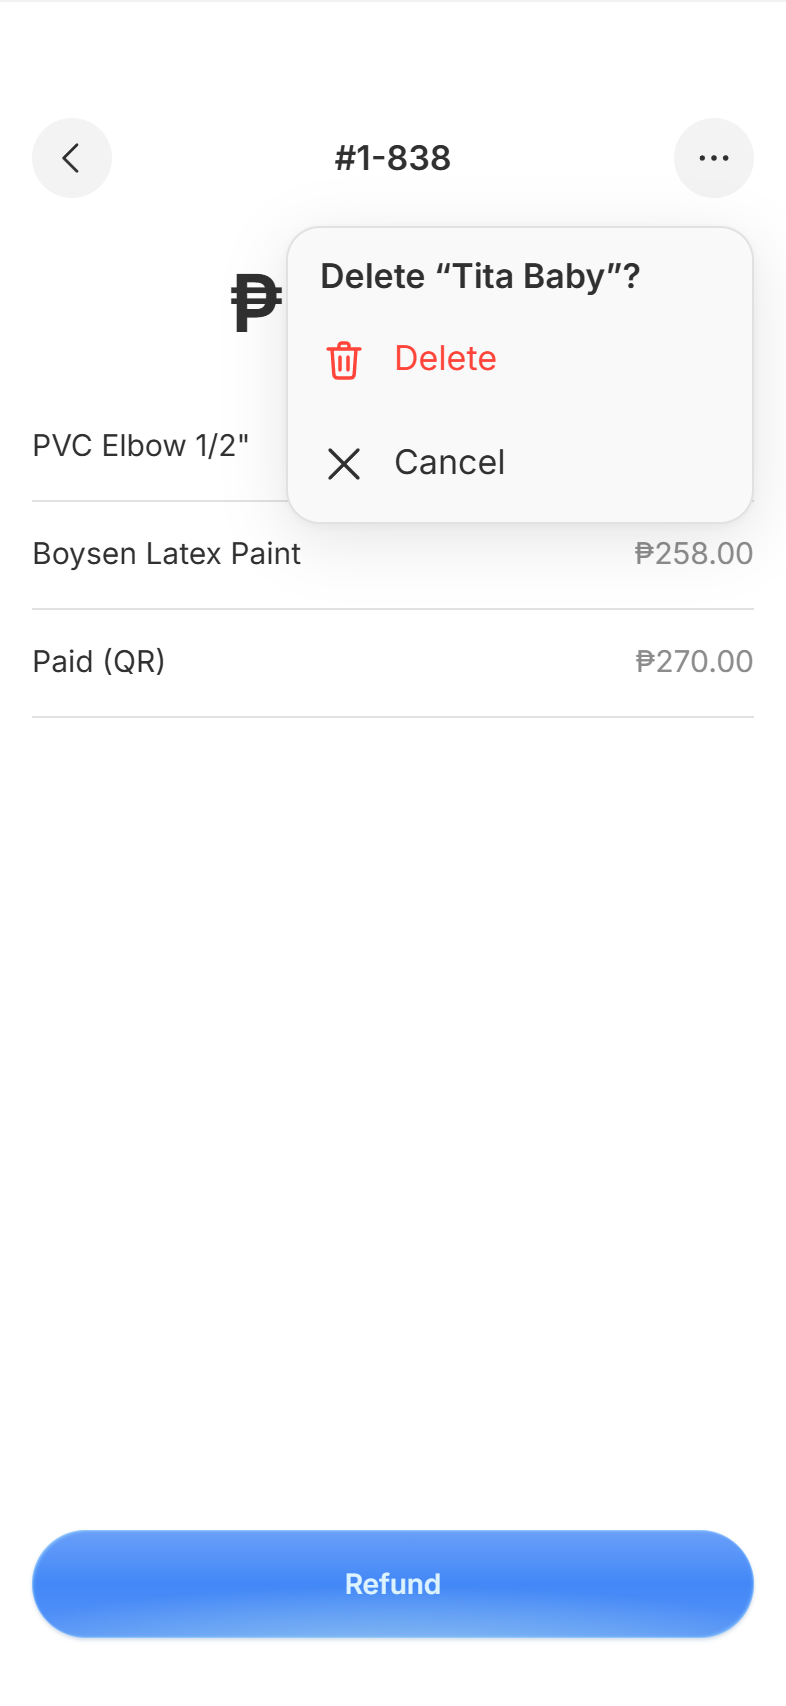 #1-838
₱
Delete “Tita Baby”?
Delete
Cancel
PVC Elbow 1/2"
Boysen Latex Paint ₱258.00
Paid (QR) ₱270.00
Refund